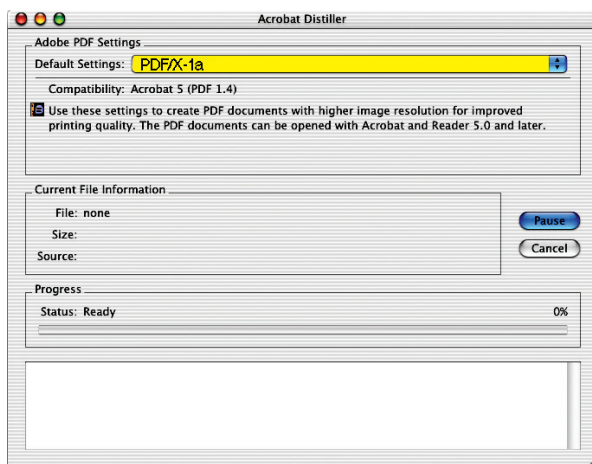 Acrobat Distiller
Adobe PDF Settings
Default Settings: PDF/X-1a
Compatibility: Acrobat 5 (PDF 1.4)
Use these settings to create PDF documents with higher image resolution for improved
printing quality. The PDF documents can be opened with Acrobat and Reader 5.0 and later.
Current File Information
File: none
Size:
Source:
Pause
Cancel
Progress
Status: Ready 0%